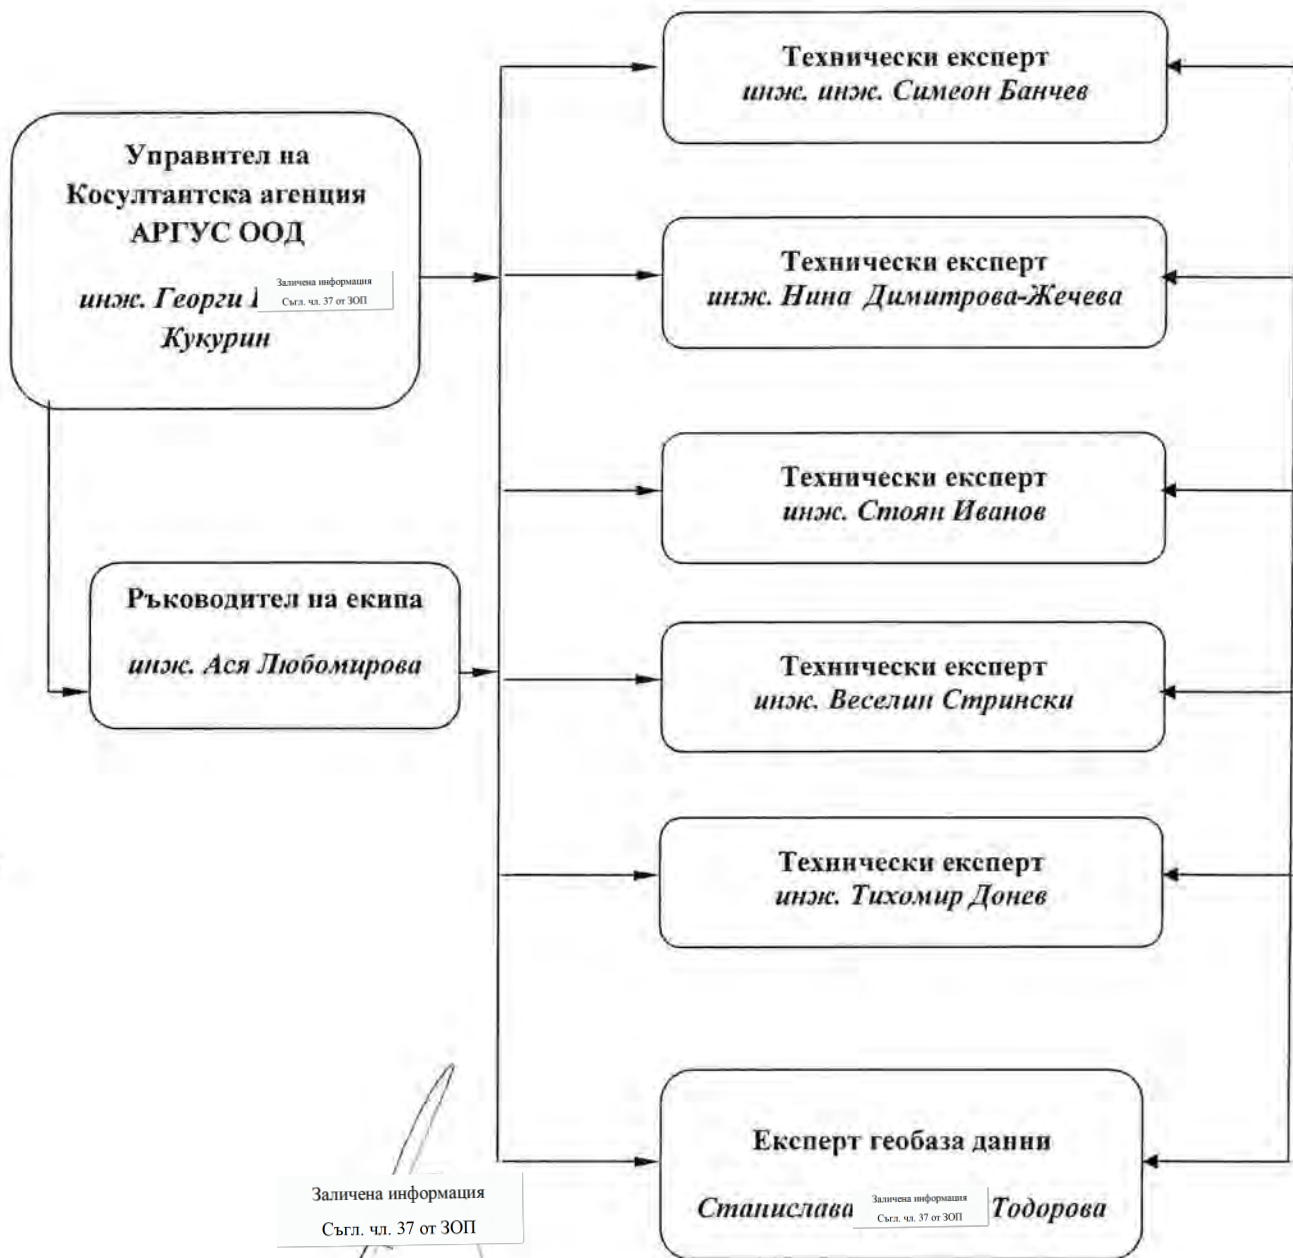 Управител на
Косултантска агенция
АРГУС ООД
инж. Георги
Заличена информация
Съгл. чл. 37 от ЗОП
Кукурин
Ръководител на екипа
инж. Ася Любомирова
Технически експерт
инж. инж. Симеон Банчев
Технически експерт
инж. Нина Димитрова-Жечева
Технически експерт
инж. Стоян Иванов
Технически експерт
инж. Веселин Стрински
Технически експерт
инж. Тихомир Донев
Експерт геобаза данни
Станислава
Заличена информация
Съгл. чл. 37 от ЗОП
Тодорова
Заличена информация
Съгл. чл. 37 от ЗОП